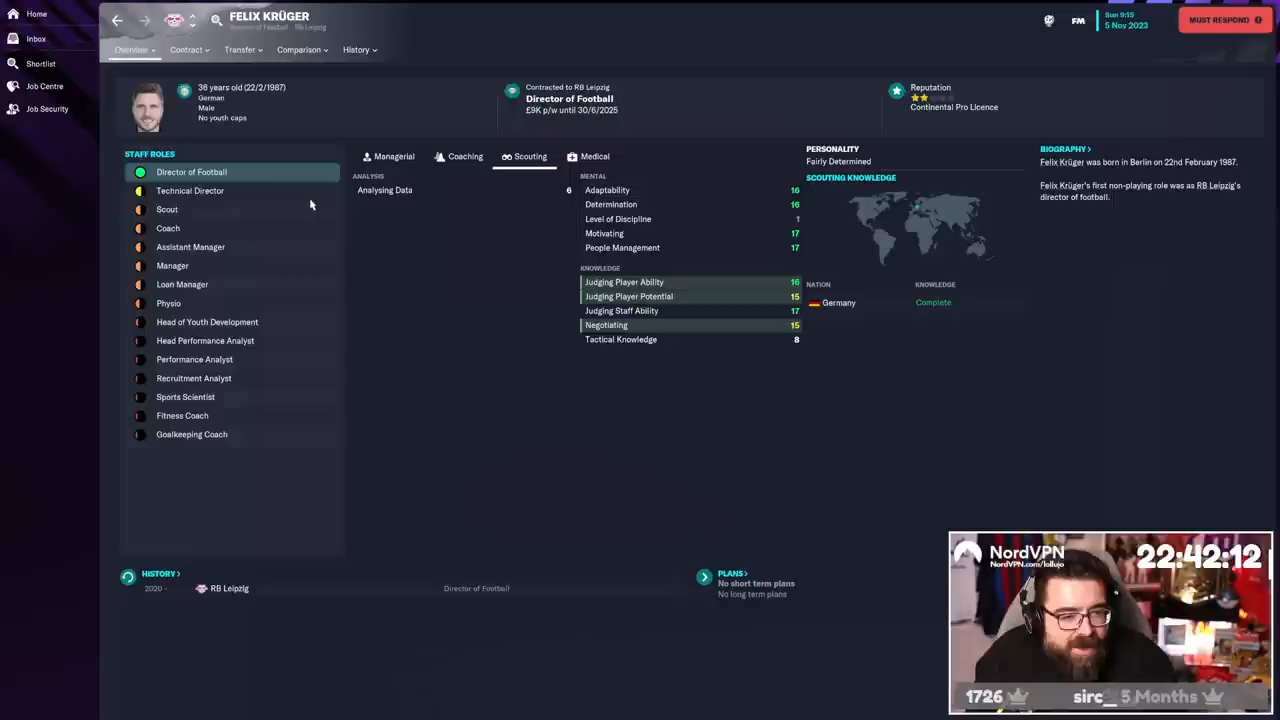 Home
Inbox
Shortlist
Job Centre
Job Security
FELIX KRÜGER
Director of Football RB Leipzig
FM
Sun 9:15
5 Nov 2023
MUST RESPOND
Overview
Contract
Transfer
Comparison
History
36 years old (22/2/1987)
German
Male
No youth caps
Contracted to RB Leipzig
Director of Football
£9K p/w until 30/6/2025
Reputation
Continental Pro Licence
STAFF ROLES
Director of Football
Technical Director
Scout
Coach
Assistant Manager
Manager
Loan Manager
Physio
Head of Youth Development
Head Performance Analyst
Performance Analyst
Recruitment Analyst
Sports Scientist
Fitness Coach
Goalkeeping Coach
Managerial
Coaching
Scouting
Medical
ANALYSIS
Analysing Data 6
MENTAL
Adaptability 16
Determination 16
Level of Discipline 1
Motivating 17
People Management 17
KNOWLEDGE
Judging Player Ability 16
Judging Player Potential 15
Judging Staff Ability 17
Negotiating 15
Tactical Knowledge 8
PERSONALITY
Fairly Determined
SCOUTING KNOWLEDGE
NATION KNOWLEDGE
Germany Complete
BIOGRAPHY >
Felix Krüger was born in Berlin on 22nd February 1987.
Felix Krüger's first non-playing role was as RB Leipzig's
director of football.
HISTORY >
2020 - RB Leipzig Director of Football
PLANS >
No short term plans
No long term plans
NordVPN
NordVPN.com/lollujo
22:42:12
1726
sirc_ 5 Months